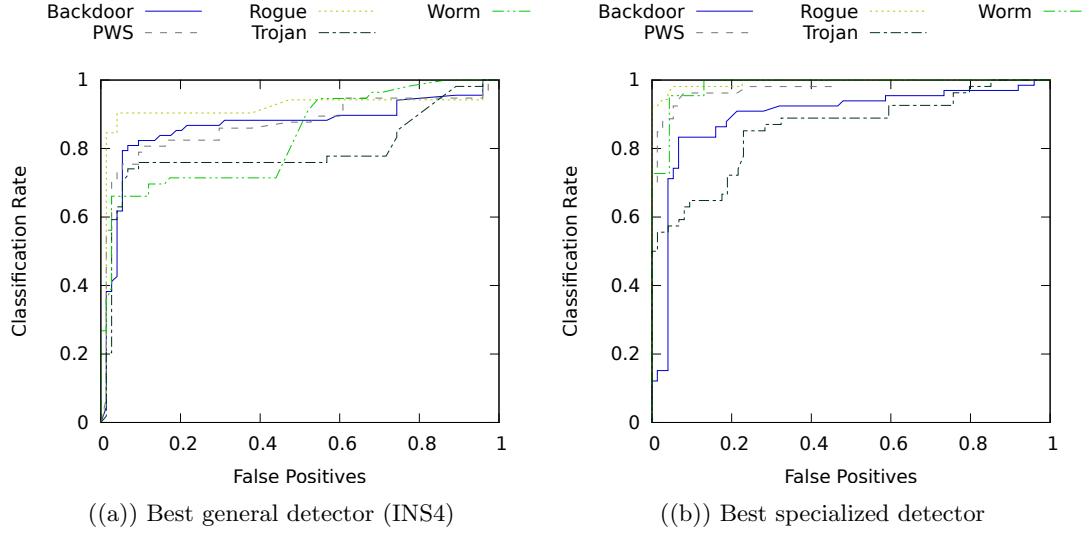 Backdoor Rogue Worm
PWS Trojan
1
0.8
0.6
0.4
0.2
0
Classification Rate
0 0.2 0.4 0.6 0.8 1
False Positives
((a)) Best general detector (INS4)
Backdoor Rogue Worm
PWS Trojan
1
0.8
0.6
0.4
0.2
0
Classification Rate
0 0.2 0.4 0.6 0.8 1
False Positives
((b)) Best specialized detector